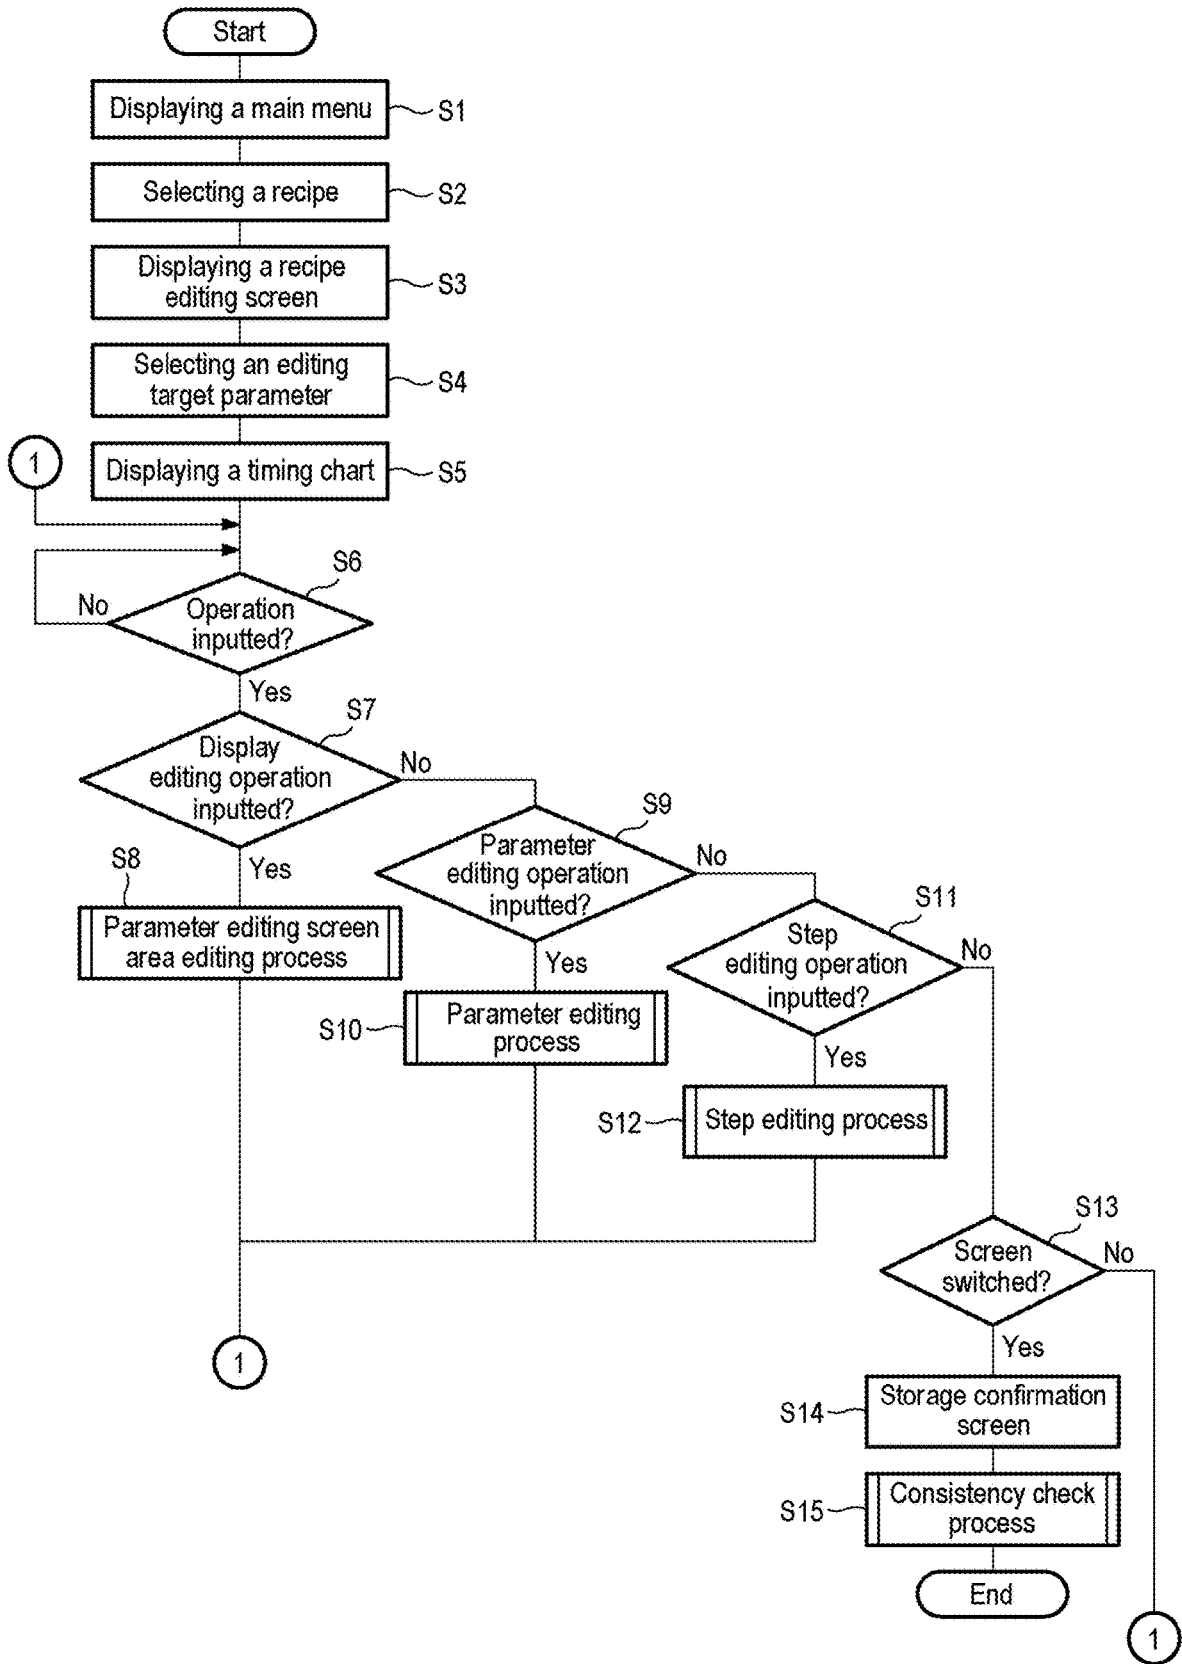 Start
Displaying a main menu
S1
Selecting a recipe
S2
Displaying a recipe
editing screen
S3
Selecting an editing
target parameter
S4
1
Displaying a timing chart
S5
S6
No
Operation
inputted?
Yes
S7
Display
editing operation
inputted?
No
Yes
S9
Parameter
editing operation
inputted?
No
Yes
S8
Parameter editing screen
area editing process
S11
Step
editing operation
inputted?
No
Yes
S10
Parameter editing
process
S12
Step editing process
S13
Screen
switched?
No
Yes
1
S14
Storage confirmation
screen
S15
Consistency check
process
End
1